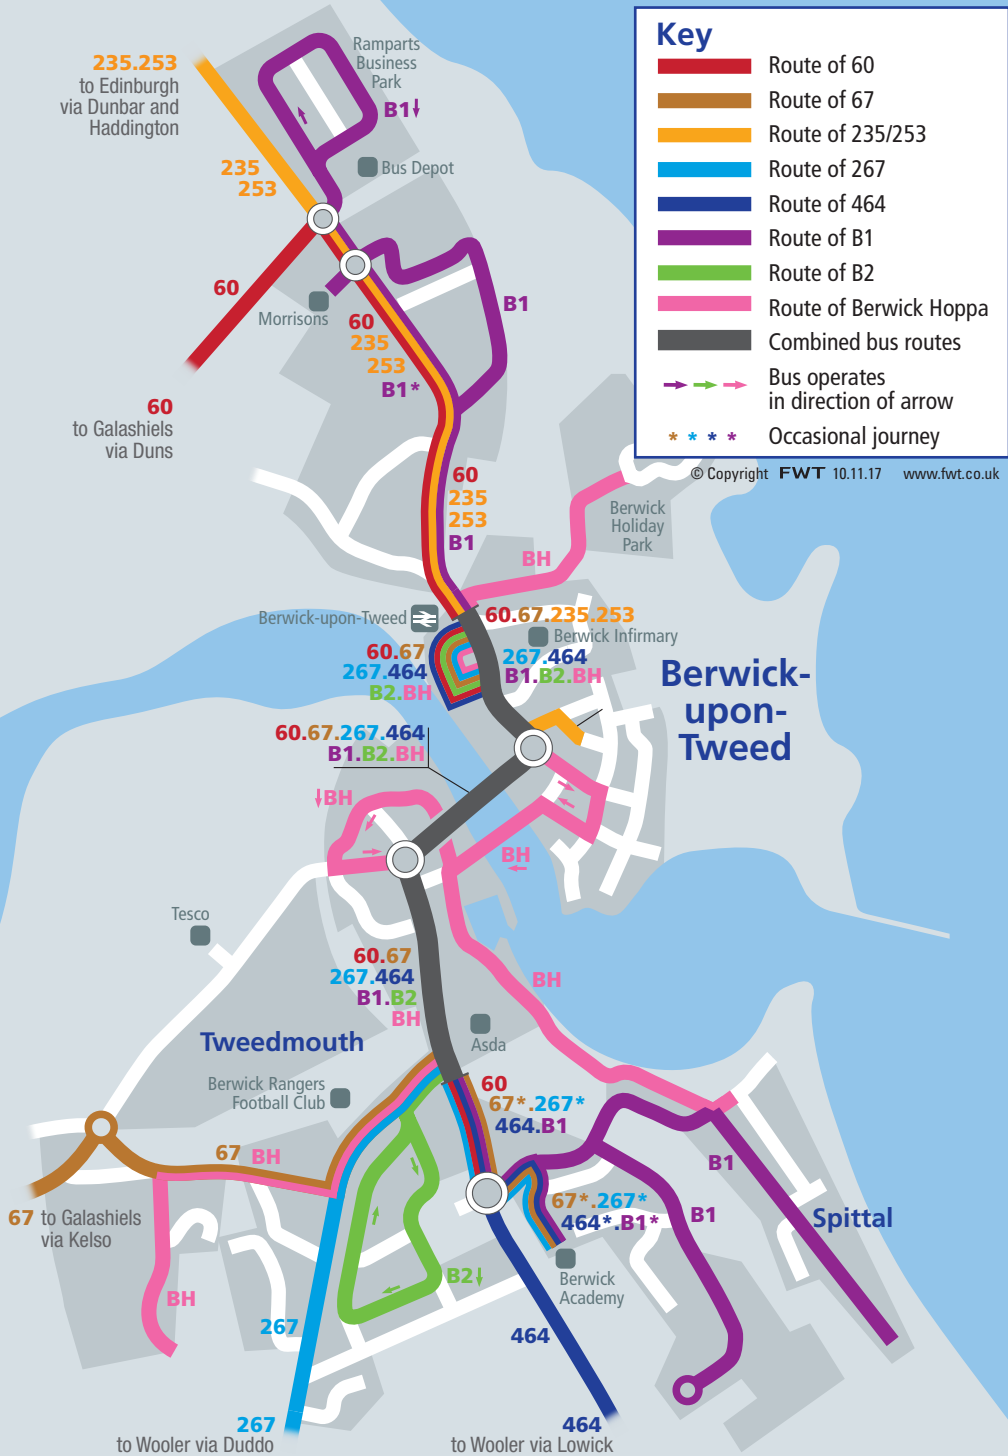 235.253
to Edinburgh
via Dunbar and
Haddington
Ramparts
Business
Park
B1↓
Bus Depot
235
253
60
Morrisons
60
235
253
B1*
B1
60
to Galashiels
via Duns
Key
Route of 60
Route of 67
Route of 235/253
Route of 267
Route of 464
Route of B1
Route of B2
Route of Berwick Hoppa
Combined bus routes
Bus operates
in direction of arrow
* * * * Occasional journey
© Copyright FWT 10.11.17 www.fwt.co.uk
60
235
253
B1
Berwick
Holiday
Park
BH
Berwick-upon-Tweed
60.67.235.253
Berwick Infirmary
267.464
B1.B2.BH
60.67
267.464
B2.BH
Berwick-
upon-
Tweed
60.67.267.464
B1.B2.BH
↓BH
BH
←
Tesco
60.67
267.464
B1.B2
BH
BH
Asda
Tweedmouth
Berwick Rangers
Football Club
60
67*.267*
464.B1
67
BH
B1
67*.267*
464*.B1*
B1
Spittal
67 to Galashiels
via Kelso
BH
B2↓
Berwick
Academy
267
464
267
to Wooler via Duddo
464
to Wooler via Lowick